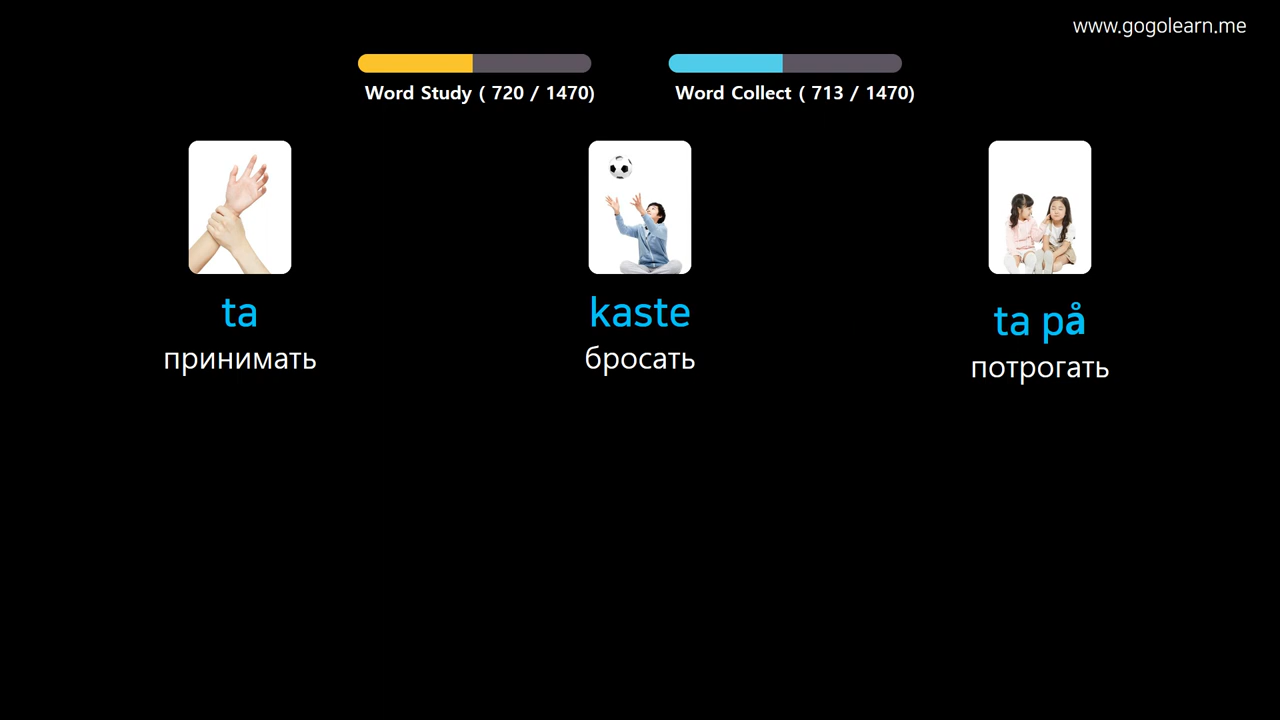 www.gogolearn.me
Word Study ( 720 / 1470)
Word Collect ( 713 / 1470)
ta
принимать
kaste
бросать
ta på
потрогать